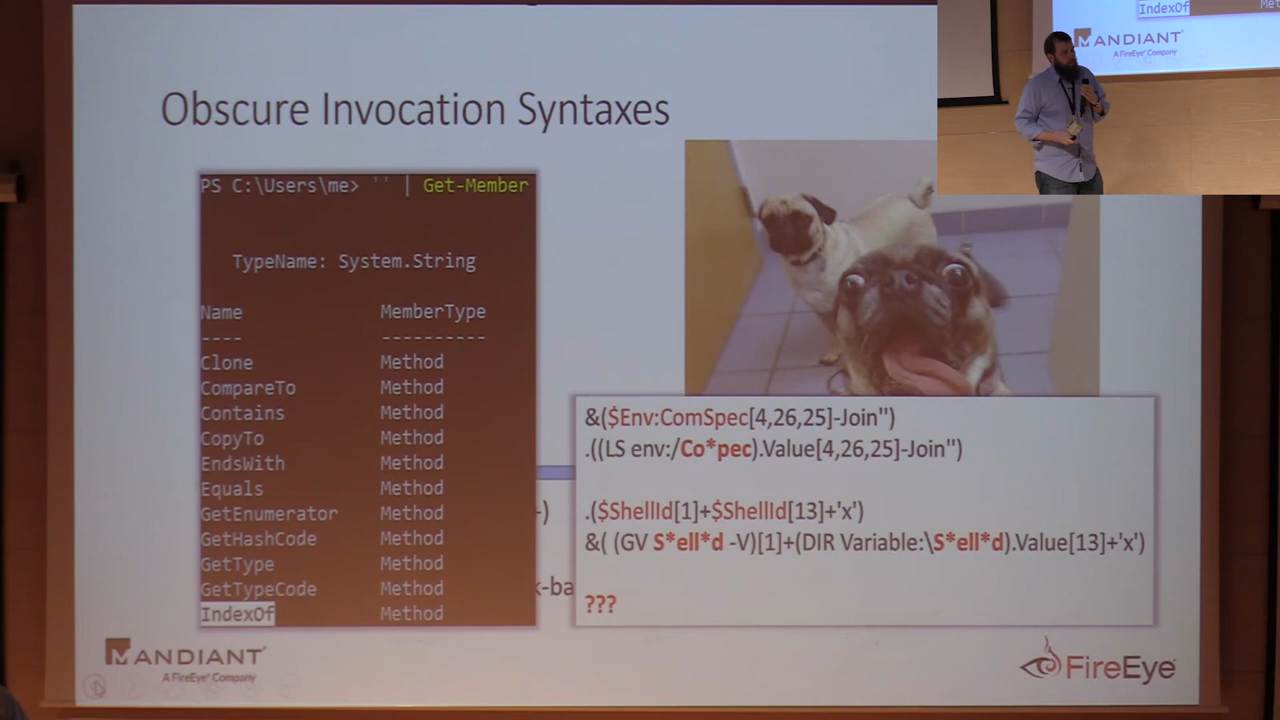 Obscure Invocation Syntaxes
PS C:\Users\me> '' | Get-Member
TypeName: System.String
Name MemberType
---- ----------
Clone Method
CompareTo Method
Contains Method
CopyTo Method
EndsWith Method
Equals Method
GetEnumerator Method
GetHashCode Method
GetType Method
GetTypeCode Method
IndexOf Method
-)
k-ba
&($Env:ComSpec[4,26,25]-Join'')
.((LS env:/Co*pec).Value[4,26,25]-Join'')
.($ShellId[1]+$ShellId[13]+'x')
&( (GV S*ell*d -V)[1]+(DIR Variable:\S*ell*d).Value[13]+'x')
???
MANDIANT
A FireEye Company
FireEye
IndexOf Met
MANDIANT
A FireEye Company